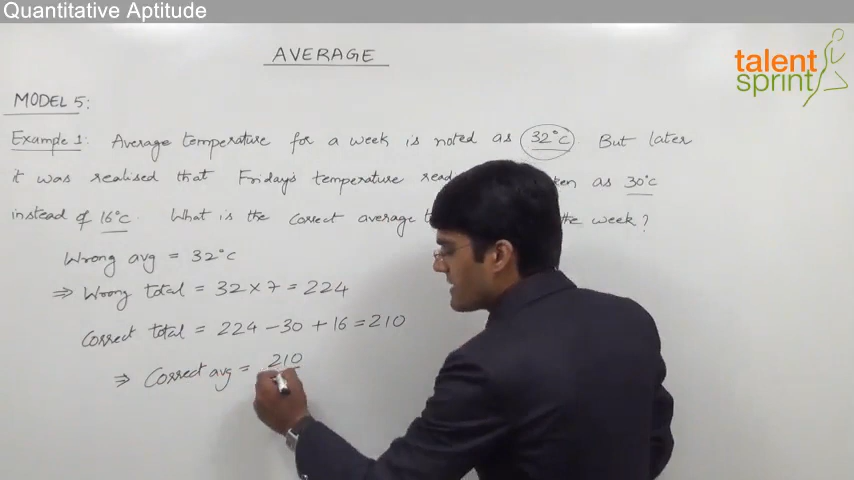 Quantitative Aptitude
AVERAGE
talent
sprint
MODEL 5:
Example 1: Average temperature for a week is noted as 32°C. But later
it was realised that Friday's temperature as 30°C
instead of 16°C. What is the correct average the week?
Wrong avg = 32°C
⇒ Wrong total = 32 × 7 = 224
Correct total = 224 - 30 + 16 = 210
⇒ Correct avg = 210